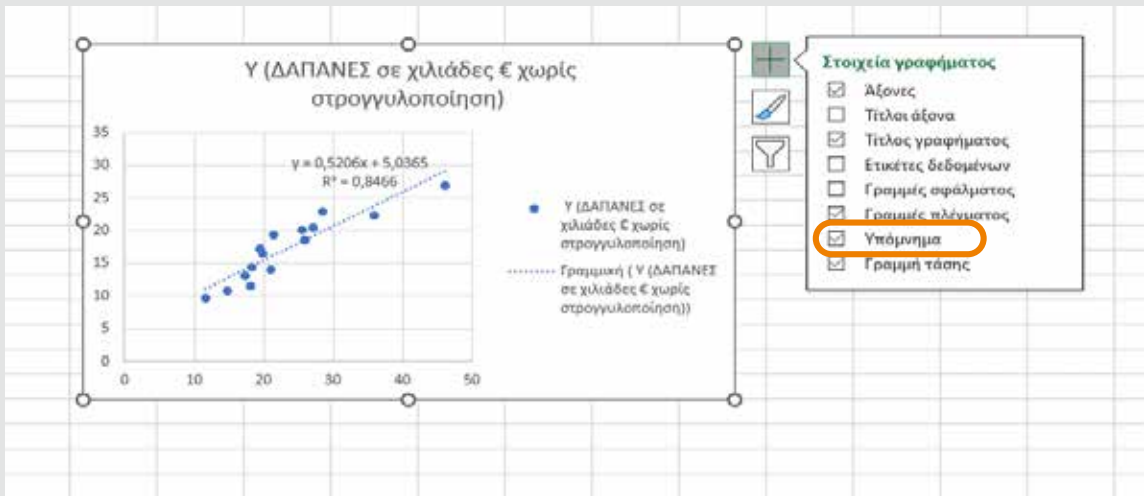 Υ (ΔΑΠΑΝΕΣ σε χιλιάδες € χωρίς
στρογγυλοποίηση)
35
30
25
20
15
10
5
0
0 10 20 30 40 50
y = 0,5206x + 5,0365
R² = 0,8466
Υ (ΔΑΠΑΝΕΣ σε
χιλιάδες € χωρίς
στρογγυλοποίηση)
Γραμμική ( Υ (ΔΑΠΑΝΕΣ
σε χιλιάδες € χωρίς
στρογγυλοποίηση))
Στοιχεία γραφήματος
Άξονες
Τίτλοι άξονα
Τίτλος γραφήματος
Ετικέτες δεδομένων
Γραμμές σφάλματος
Γραμμές πλέγματος
Υπόμνημα
Γραμμή τάσης